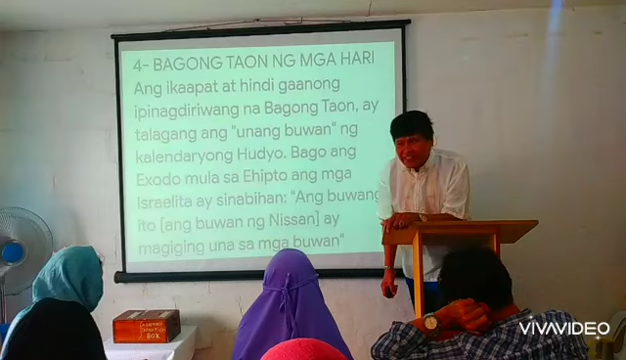 4- BAGONG TAON NG MGA HARI
Ang ikaapat at hindi gaanong
ipinagdiriwang na Bagong Taon, ay
talagang ang "unang buwan" ng
kalendaryong Hudyo. Bago ang
Exodo mula sa Ehipto ang mga
Israelita ay sinabihan: "Ang buwang
ito [ang buwan ng Nissan] ay
magiging una sa mga buwan"
BOX
VIVAVIDEO